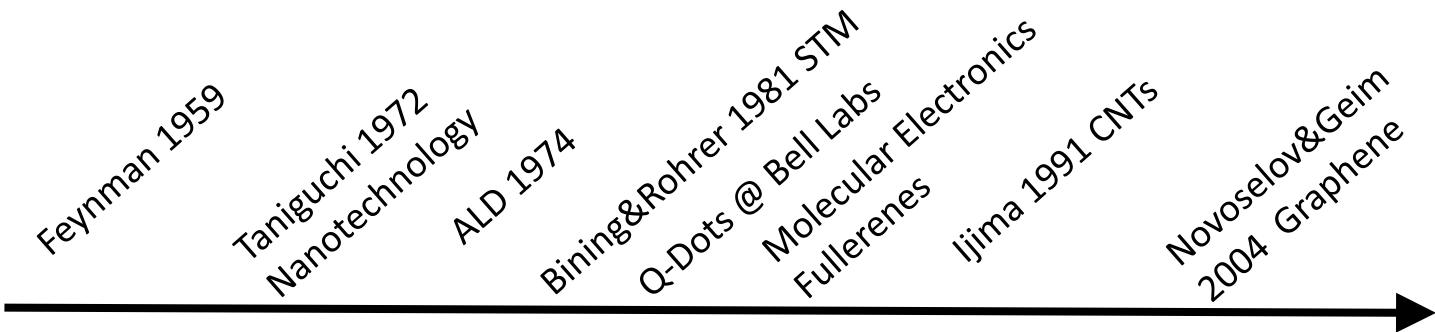 Feynman 1959
Taniguchi 1972
Nanotechnology
ALD 1974
Bining&Rohrer 1981 STM
Q-Dots @ Bell Labs
Molecular Electronics
Fullerenes
Ijima 1991 CNTs
Novoselov&Geim
2004 Graphene